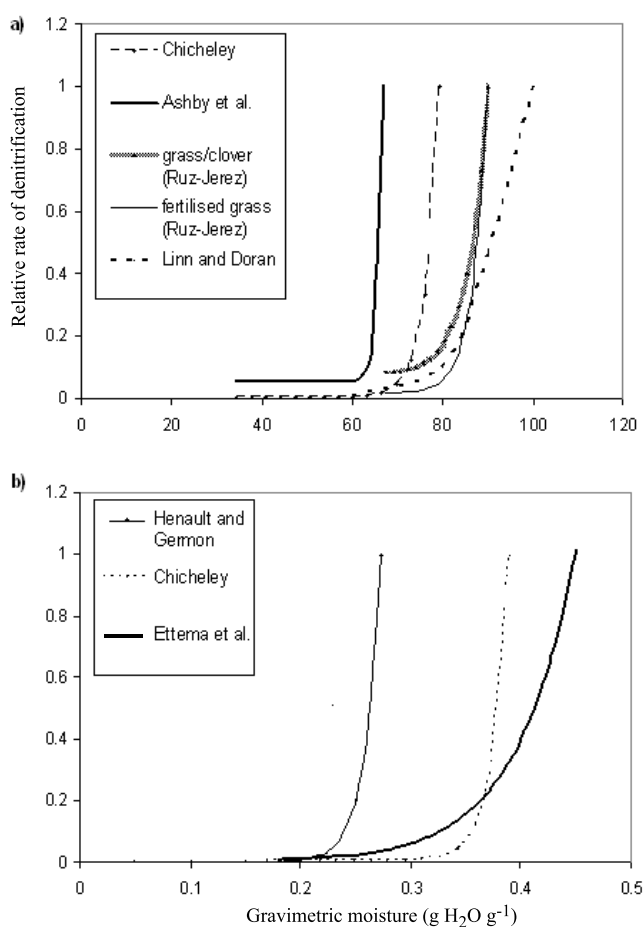 a)
Relative rate of denitrification
1.2
1
0.8
0.6
0.4
0.2
0
Chicheley
Ashby et al.
grass/clover
(Ruz-Jerez)
fertilised grass
(Ruz-Jerez)
Linn and Doran
0 20 40 60 80 100 120
b)
1.2
1
0.8
0.6
0.4
0.2
0
Henault and
Germon
Chicheley
Ettema et al.
0 0.1 0.2 0.3 0.4 0.5
Gravimetric moisture (g H2O g-1)